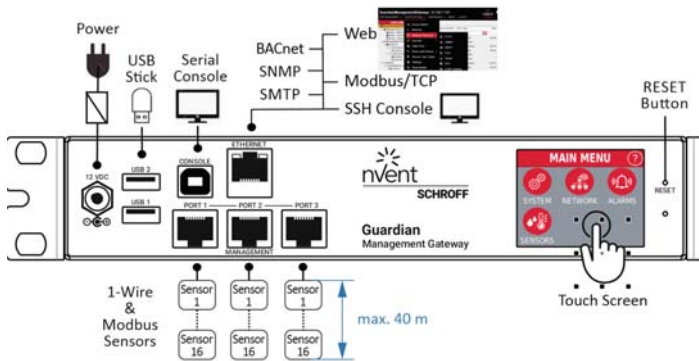 Power
USB
Stick
Serial
Console
BACnet
SNMP
SMTP
Web
Modbus/TCP
SSH Console
RESET
Button
12 VDC
USB 2
USB 1
CONSOLE
ETHERNET
PORT 1
PORT 2
PORT 3
MANAGEMENT
nVent
SCHROFF
Guardian
Management Gateway
MAIN MENU ?
SYSTEM NETWORK ALARMS
SENSORS
RESET
Touch Screen
1-Wire
&
Modbus
Sensors
Sensor
1
Sensor
16
Sensor
1
Sensor
16
Sensor
1
Sensor
16
max. 40 m